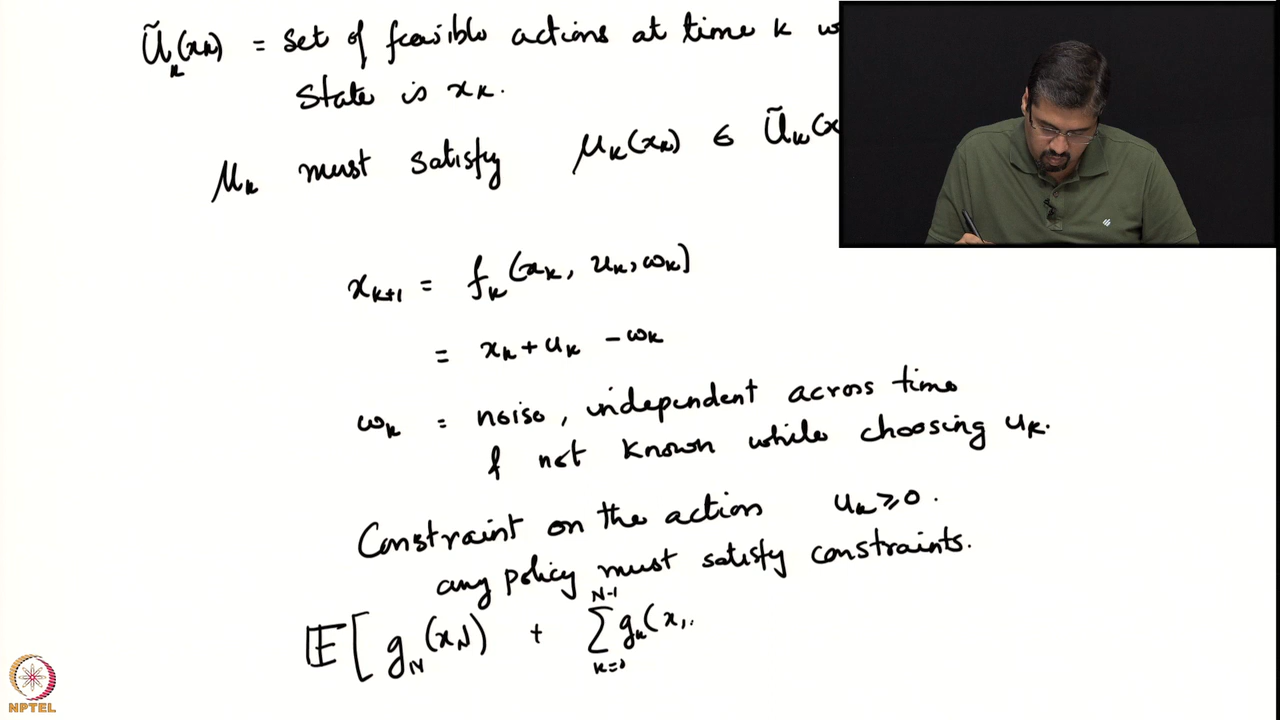 Ũₖ(xₖ) = set of feasible actions at time k
state is xₖ.
μₖ must satisfy μₖ(xₖ) ∈ Ũₖ(x
xₖ₊₁ = fₖ(xₖ, uₖ, ωₖ)
= xₖ + uₖ - ωₖ
ωₖ = noise, independent across time
& not known while choosing uₖ.
Constraint on the action uₖ ≥ 0.
any policy must satisfy constraints.
𝔼[ g_N(x_N) + ∑ₖ₌₀ᴺ⁻¹ gₖ(x,.
NPTEL